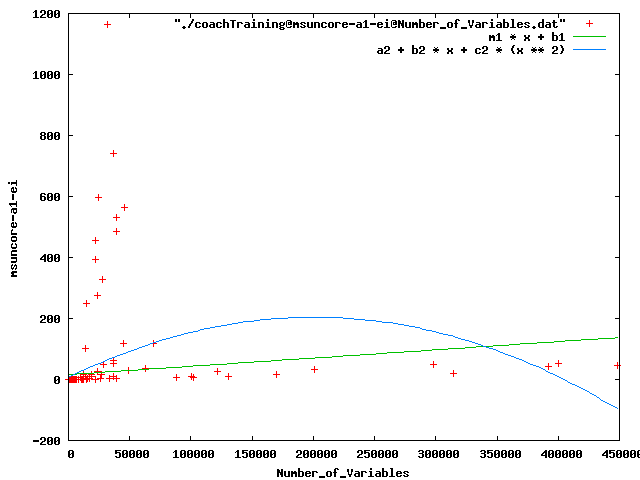 1200
1000
800
600
400
200
0
-200
msuncore-a1-ei
"./coachTraining@msuncore-a1-ei@Number_of_Variables.dat"
m1 * x + b1
a2 + b2 * x + c2 * (x ** 2)
0 50000 100000 150000 200000 250000 300000 350000 400000 450000
Number_of_Variables